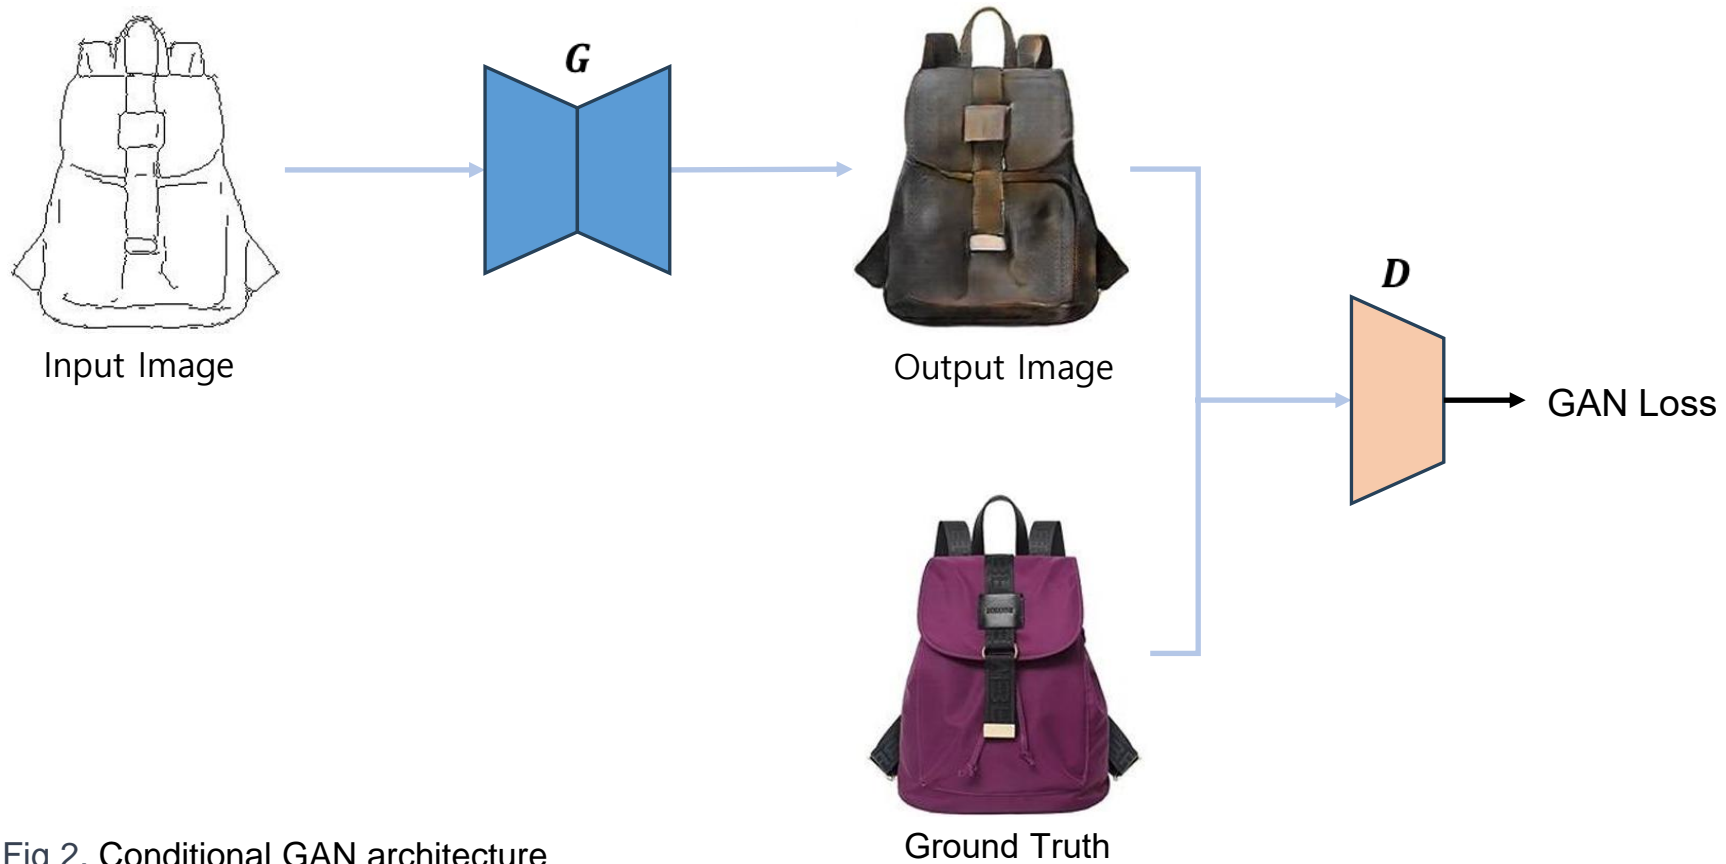 G
Input Image
Output Image
D
GAN Loss
Ground Truth
Fig 2. Conditional GAN architecture